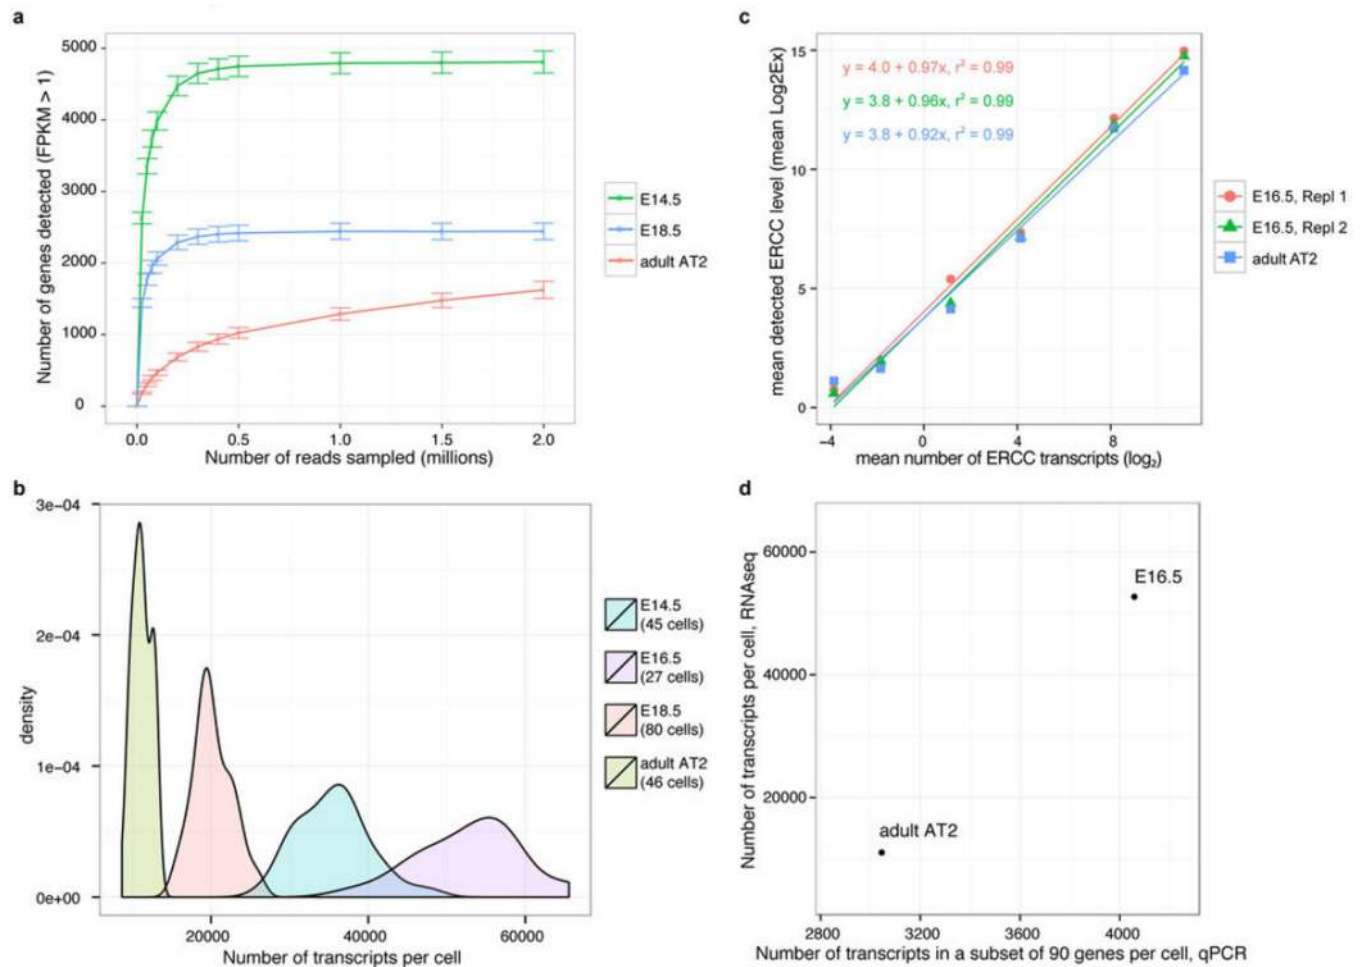 a
Number of genes detected (FPKM > 1)
5000
4000
3000
2000
1000
0
0.0 0.5 1.0 1.5 2.0
Number of reads sampled (millions)
E14.5
E18.5
adult AT2
b
density
3e−04
2e−04
1e−04
0e+00
20000 40000 60000
Number of transcripts per cell
E14.5
(45 cells)
E16.5
(27 cells)
E18.5
(80 cells)
adult AT2
(46 cells)
c
mean detected ERCC level (mean Log2Ex)
15
10
5
0
y = 4.0 + 0.97x, r² = 0.99
y = 3.8 + 0.96x, r² = 0.99
y = 3.8 + 0.92x, r² = 0.99
−4 0 4 8
mean number of ERCC transcripts (log₂)
E16.5, Repl 1
E16.5, Repl 2
adult AT2
d
Number of transcripts per cell, RNAseq
60000
40000
20000
E16.5
adult AT2
2800 3200 3600 4000
Number of transcripts in a subset of 90 genes per cell, qPCR